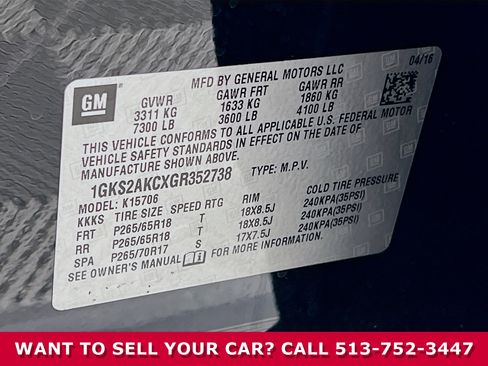 GM
MFD BY GENERAL MOTORS LLC
04/16
GVWR GAWR FRT GAWR RR
3311 KG 1633 KG 1860 KG
7300 LB 3600 LB 4100 LB
THIS VEHICLE CONFORMS TO ALL APPLICABLE U.S. FEDERAL MOTOR
VEHICLE SAFETY STANDARDS IN EFFECT ON THE DATE OF
MANUFACTURE SHOWN ABOVE.
1GKS2AKCXGR352738 TYPE: M.P.V.
MODEL: K15706
KKKS TIRE SIZE SPEED RTG RIM COLD TIRE PRESSURE
FRT P265/65R18 T 18X8.5J 240KPA(35PSI)
RR P265/65R18 T 18X8.5J 240KPA(35PSI)
SPA P265/70R17 S 17X7.5J 240KPA(35PSI)
SEE OWNER'S MANUAL FOR MORE INFORMATION.
WANT TO SELL YOUR CAR? CALL 513-752-3447